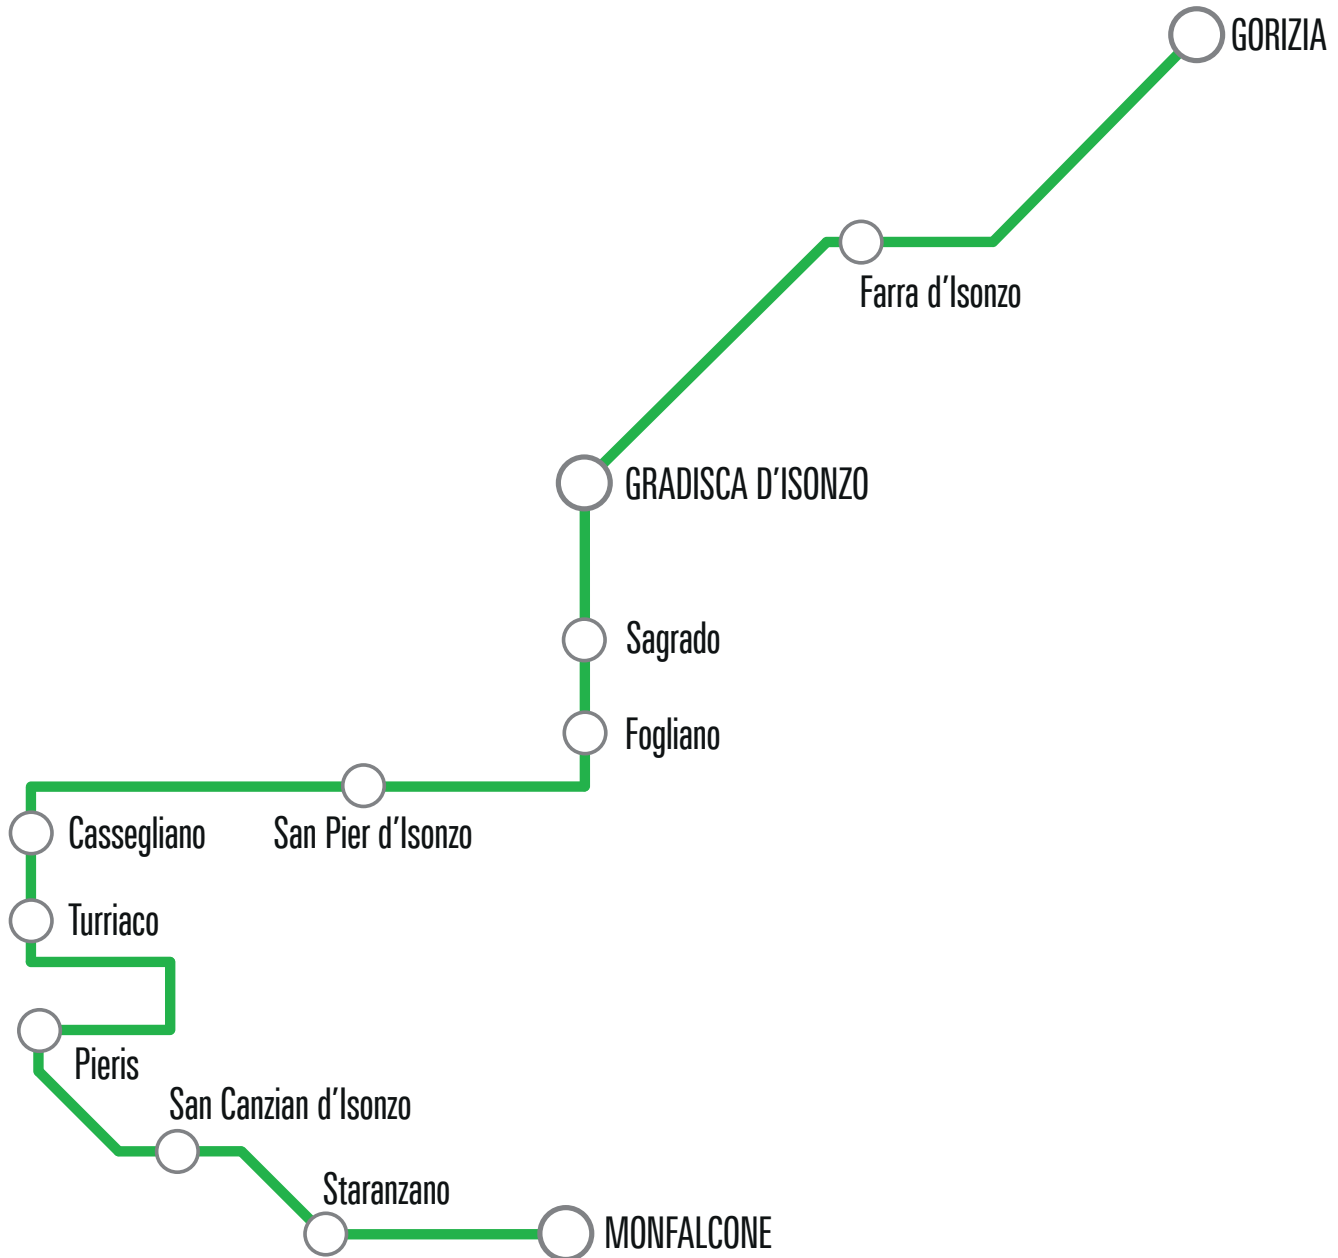 GORIZIA
Farra d'Isonzo
GRADISCA D'ISONZO
Sagrado
Fogliano
Cassegliano
San Pier d'Isonzo
Turriaco
Pieris
San Canzian d'Isonzo
Staranzano
MONFALCONE